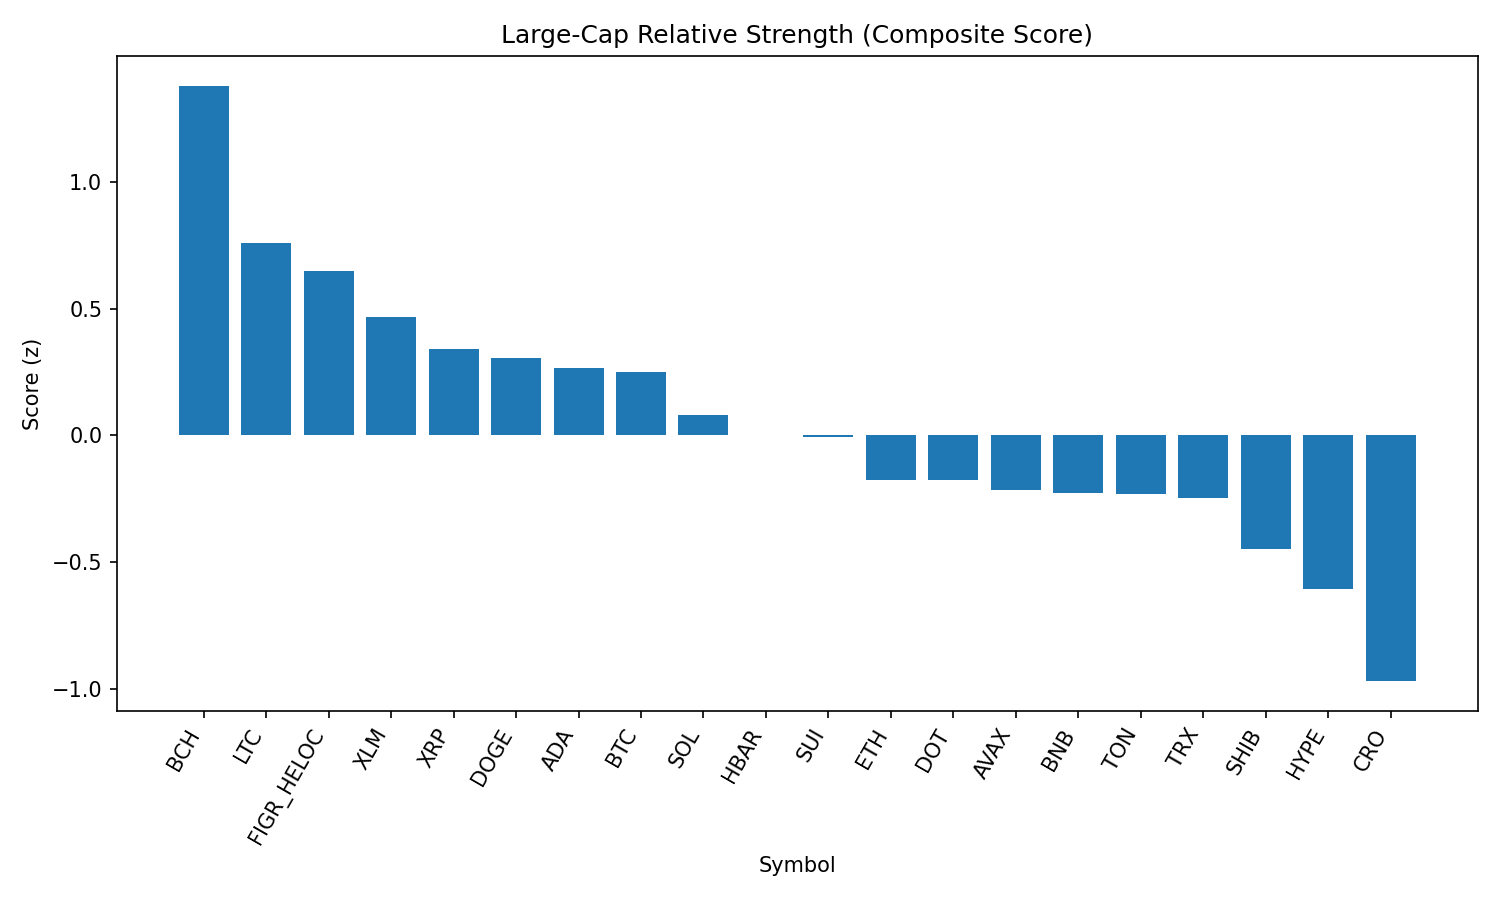 Large-Cap Relative Strength (Composite Score)
Score (z)
1.0
0.5
0.0
−0.5
−1.0
BCH
LTC
FIGR_HELOC
XLM
XRP
DOGE
ADA
BTC
SOL
HBAR
SUI
ETH
DOT
AVAX
BNB
TON
TRX
SHIB
HYPE
CRO
Symbol